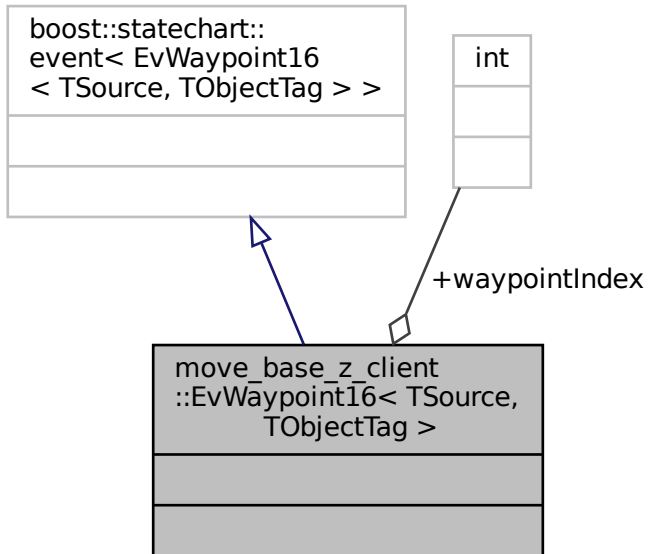 boost::statechart::
event< EvWaypoint16
< TSource, TObjectTag > >
int
+waypointIndex
move_base_z_client
::EvWaypoint16< TSource,
TObjectTag >